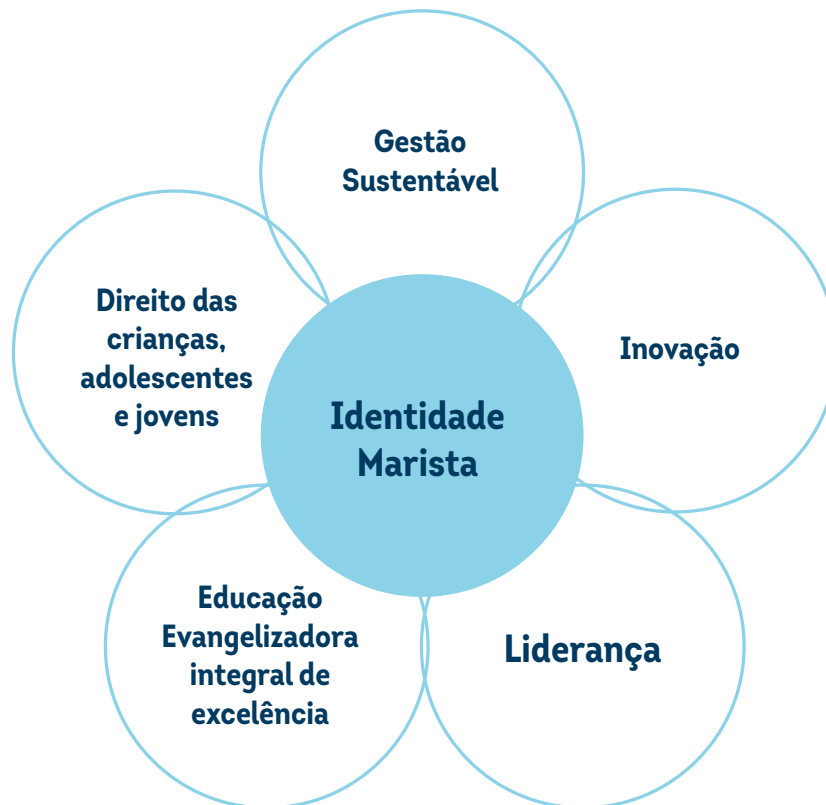 Gestão
Sustentável
Direito das
crianças,
adolescentes
e jovens
Inovação
Identidade
Marista
Educação
Evangelizadora
integral de
excelência
Liderança